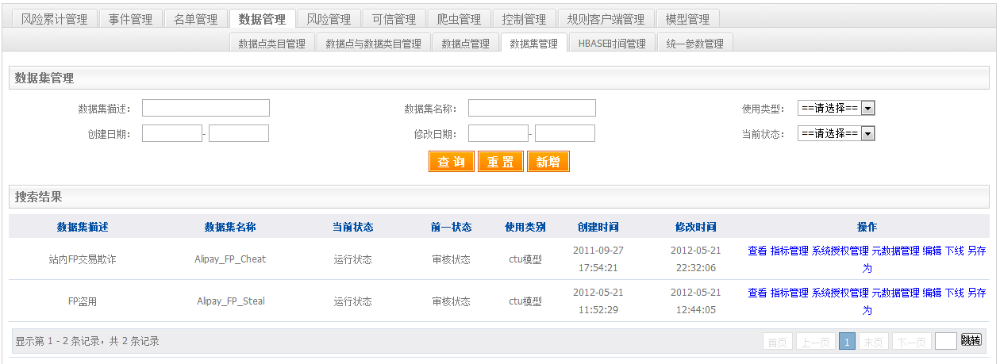 风险累计管理 事件管理 名单管理 数据管理 风险管理 可信管理 爬虫管理 控制管理 规则客户端管理 模型管理
数据点类目管理 数据点与数据类目管理 数据点管理 数据集管理 HBASE时间管理 统一参数管理
数据集管理
数据集描述： 数据集名称： 使用类型： ==请选择==
创建日期： - 修改日期： - 当前状态： ==请选择==
查 询 重 置 新增
搜索结果
数据集描述 数据集名称 当前状态 前一状态 使用类别 创建时间 修改时间 操作
站内FP交易欺诈 Alipay_FP_Cheat 运行状态 审核状态 ctu模型 2011-09-27 17:54:21 2012-05-21 22:32:06 查看 指标管理 系统授权管理 元数据管理 编辑 下线 另存为
FP盗用 Alipay_FP_Steal 运行状态 审核状态 ctu模型 2012-05-21 11:52:29 2012-05-21 12:44:05 查看 指标管理 系统授权管理 元数据管理 编辑 下线 另存为
显示第 1 - 2 条记录，共 2 条记录 首页 上一页 1 末页 下一页 跳转